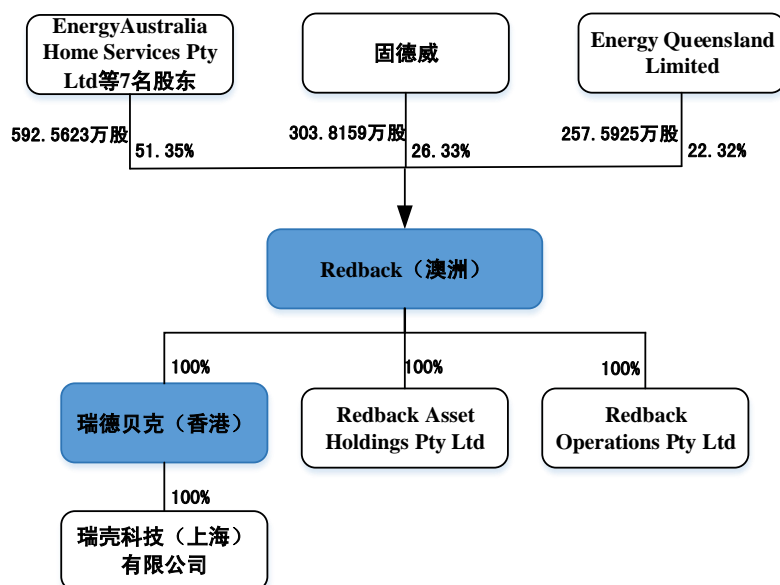 EnergyAustralia
Home Services Pty
Ltd等7名股东
固德威
Energy Queensland
Limited
592.5623万股
51.35%
303.8159万股
26.33%
257.5925万股
22.32%
Redback（澳洲）
100%
100%
100%
瑞德贝克（香港）
Redback Asset
Holdings Pty Ltd
Redback
Operations Pty Ltd
100%
瑞壳科技（上海）
有限公司